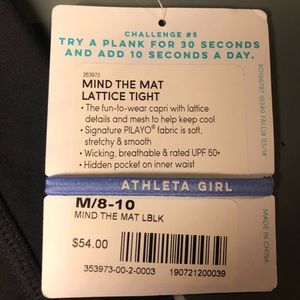 CHALLENGE #5
TRY A PLANK FOR 30 SECONDS
AND ADD 10 SECONDS A DAY.
353973
MIND THE MAT
LATTICE TIGHT
• The fun-to-wear capri with lattice
details and mesh to help keep cool
• Signature PILAYO® fabric is soft,
stretchy & smooth
• Wicking, breathable & rated UPF 50+
• Hidden pocket on inner waist
ATHLETA GIRL
M/8-10
MIND THE MAT LBLK
$54.00
353973-00-2-0003
190721200039
MADE IN CHINA